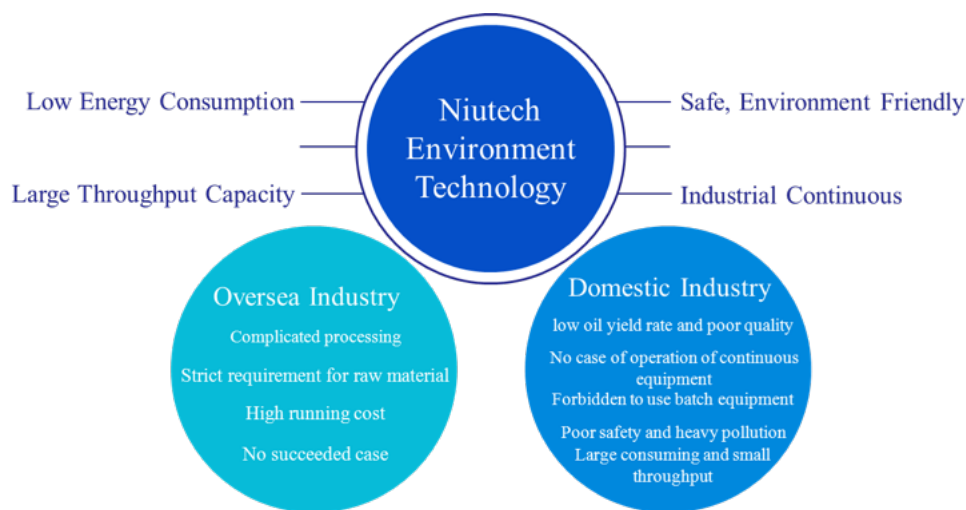 Low Energy Consumption
Large Throughput Capacity
Niutech
Environment
Technology
Safe, Environment Friendly
Industrial Continuous
Oversea Industry
Complicated processing
Strict requirement for raw material
High running cost
No succeeded case
Domestic Industry
low oil yield rate and poor quality
No case of operation of continuous
equipment
Forbidden to use batch equipment
Poor safety and heavy pollution
Large consuming and small
throughput